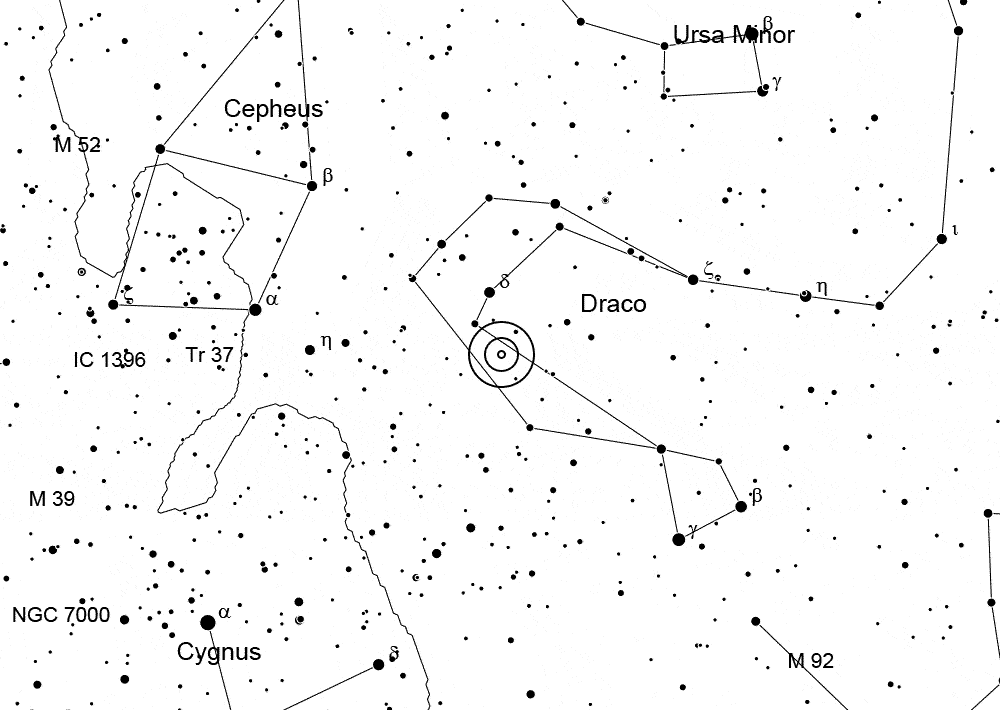 Ursa Minor
β
γ
Cepheus
M 52
β
ι
ζ
δ
η
Draco
ζ
α
IC 1396
Tr 37
η
M 39
β
γ
NGC 7000
α
Cygnus
δ
M 92